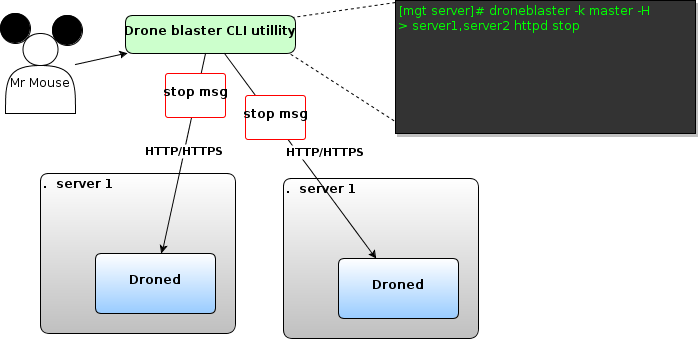 Drone blaster CLI utillity
[mgt server]# droneblaster -k master -H
> server1,server2 httpd stop
Mr Mouse
stop msg
stop msg
HTTP/HTTPS
HTTP/HTTPS
. server 1
. server 1
Droned
Droned